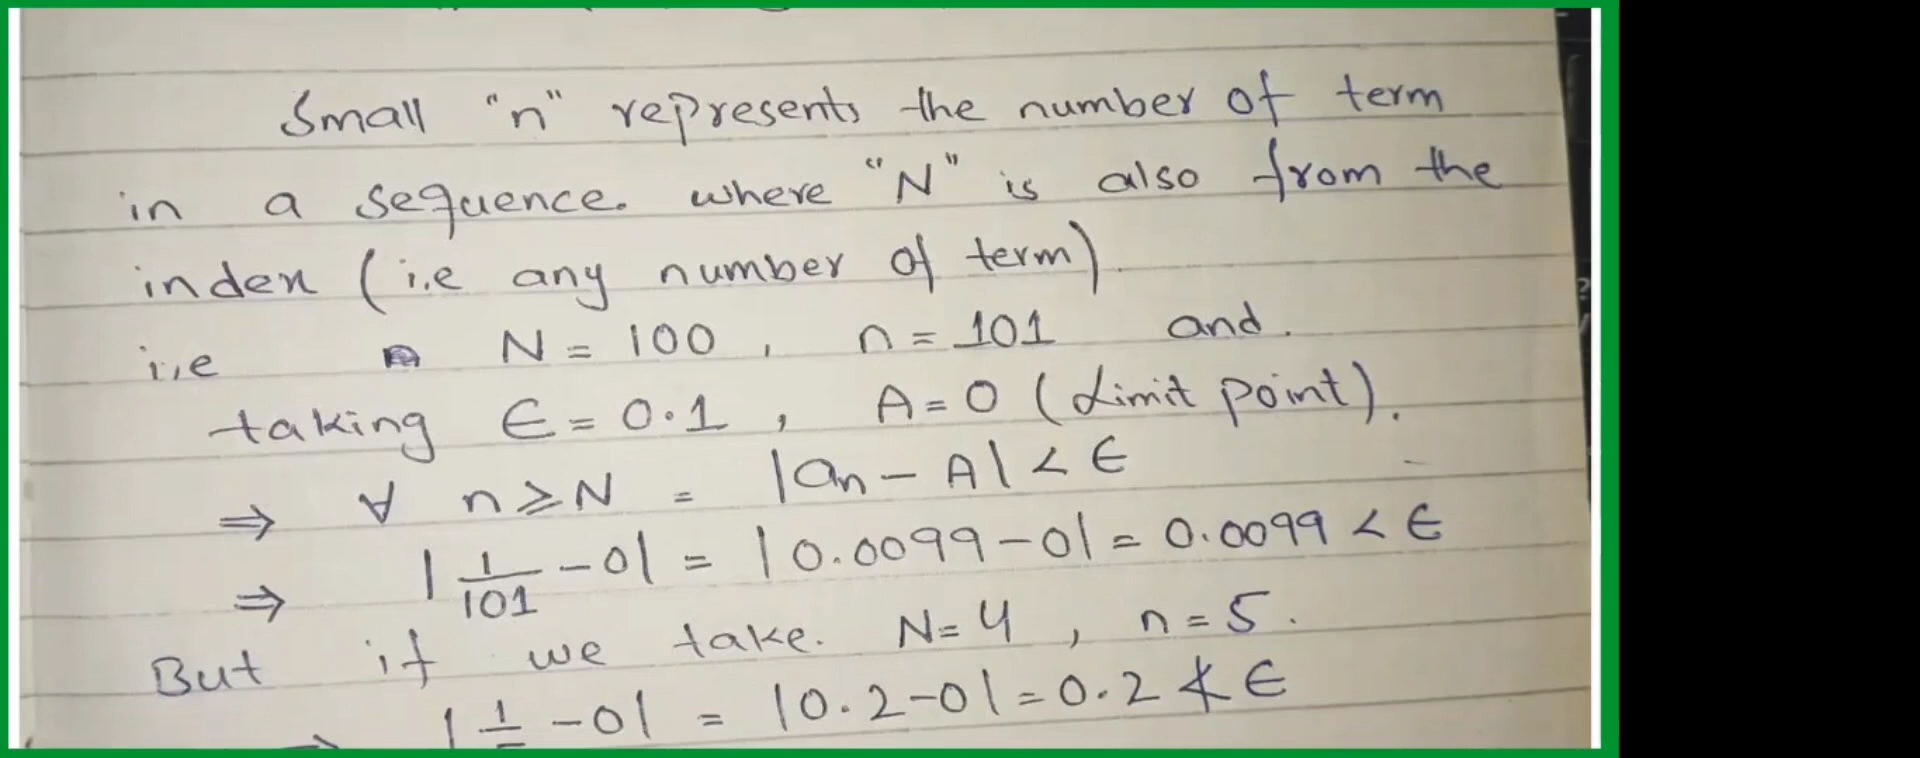 Small "n" represents the number of term
in a sequence. where "N" is also from the
index (i.e any number of term)
i.e N = 100, n = 101 and.
taking ∈ = 0.1, A = 0 (Limit point).
⇒ ∀ n ≥ N = |an - A| < ∈
⇒ |1/101 - 0| = |0.0099 - 0| = 0.0099 < ∈
But if we take. N = 4, n = 5.
- 0| = |0.2 - 0| = 0.2 ≮ ∈